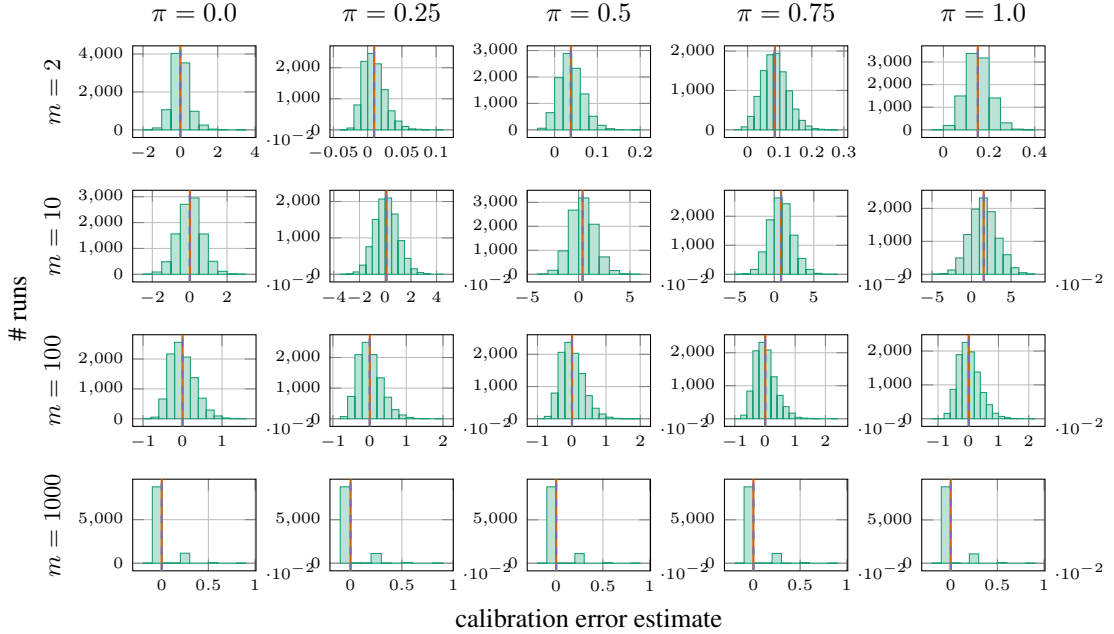 π = 0.0 π = 0.25 π = 0.5 π = 0.75 π = 1.0
m = 2
4,000 2,000 0
−2 0 2 4
·10−2
2,000 1,000 0
−0.05 0 0.05 0.1
3,000 2,000 1,000 0
0 0.1 0.2
2,000 1,000 0
0 0.1 0.2 0.3
3,000 2,000 1,000 0
0 0.2 0.4
m = 10
3,000 2,000 1,000 0
−2 0 2
·10−2
2,000 1,000 0
−4 −2 0 2 4
·10−2
3,000 2,000 1,000 0
−5 0 5
·10−2
2,000 1,000 0
−5 0 5
·10−2
2,000 1,000 0
−5 0 5
·10−2
# runs
m = 100
2,000 1,000 0
−1 0 1
·10−2
2,000 1,000 0
−1 0 1 2
·10−2
2,000 1,000 0
−1 0 1 2
·10−2
2,000 1,000 0
−1 0 1 2
·10−2
2,000 1,000 0
−1 0 1 2
·10−2
m = 1000
5,000 0
0 0.5 1
·10−2
5,000 0
0 0.5 1
·10−2
5,000 0
0 0.5 1
·10−2
5,000 0
0 0.5 1
·10−2
5,000 0
0 0.5 1
·10−2
calibration error estimate